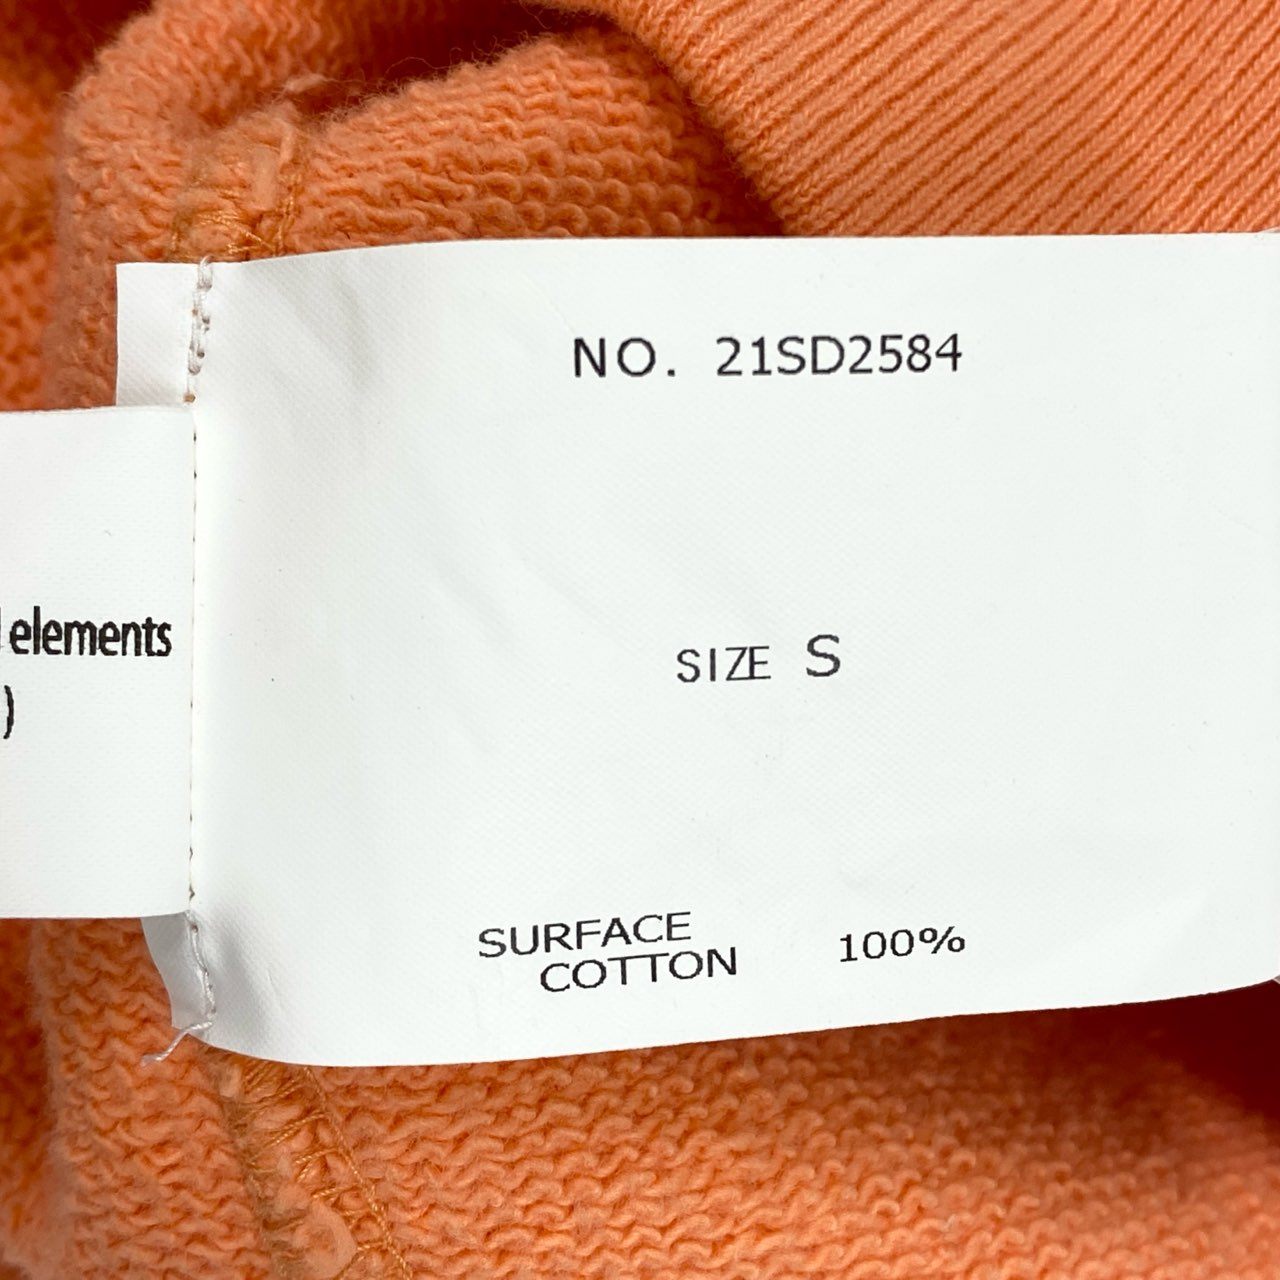 NO. 21SD2584
elements
)
SIZE S
SURFACE
COTTON 100%